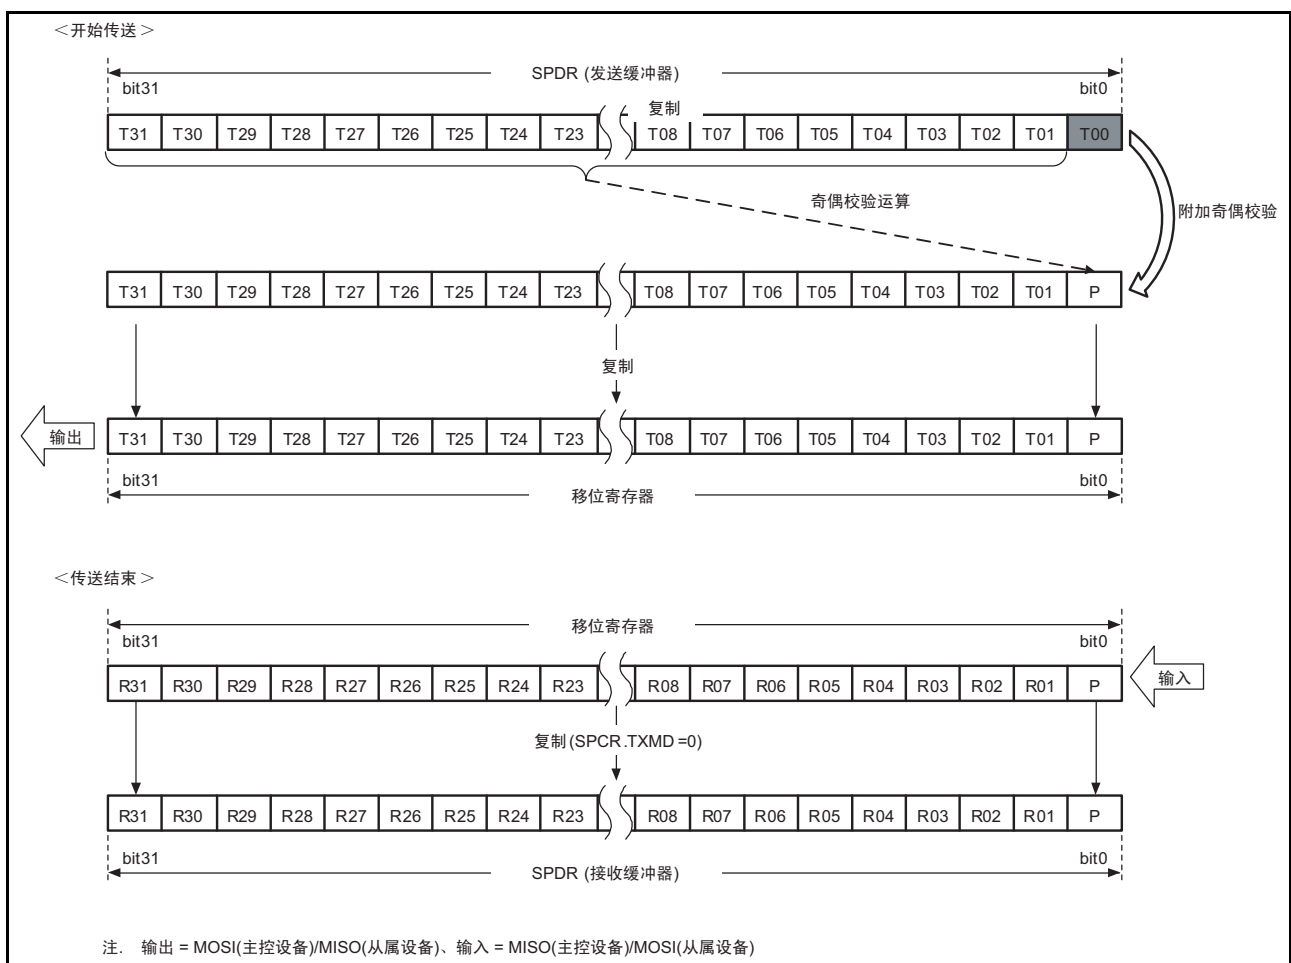 ＜开始传送＞
SPDR (发送缓冲器)
bit31 bit0
复制
T31 T30 T29 T28 T27 T26 T25 T24 T23 T08 T07 T06 T05 T04 T03 T02 T01 T00
奇偶校验运算
附加奇偶校验
T31 T30 T29 T28 T27 T26 T25 T24 T23 T08 T07 T06 T05 T04 T03 T02 T01 P
复制
输出
T31 T30 T29 T28 T27 T26 T25 T24 T23 T08 T07 T06 T05 T04 T03 T02 T01 P
bit31 bit0
移位寄存器
＜传送结束＞
移位寄存器
bit31 bit0
R31 R30 R29 R28 R27 R26 R25 R24 R23 R08 R07 R06 R05 R04 R03 R02 R01 P
输入
复制(SPCR.TXMD=0)
R31 R30 R29 R28 R27 R26 R25 R24 R23 R08 R07 R06 R05 R04 R03 R02 R01 P
bit31 bit0
SPDR (接收缓冲器)
注. 输出 = MOSI(主控设备)/MISO(从属设备)、输入 = MISO(主控设备)/MOSI(从属设备)